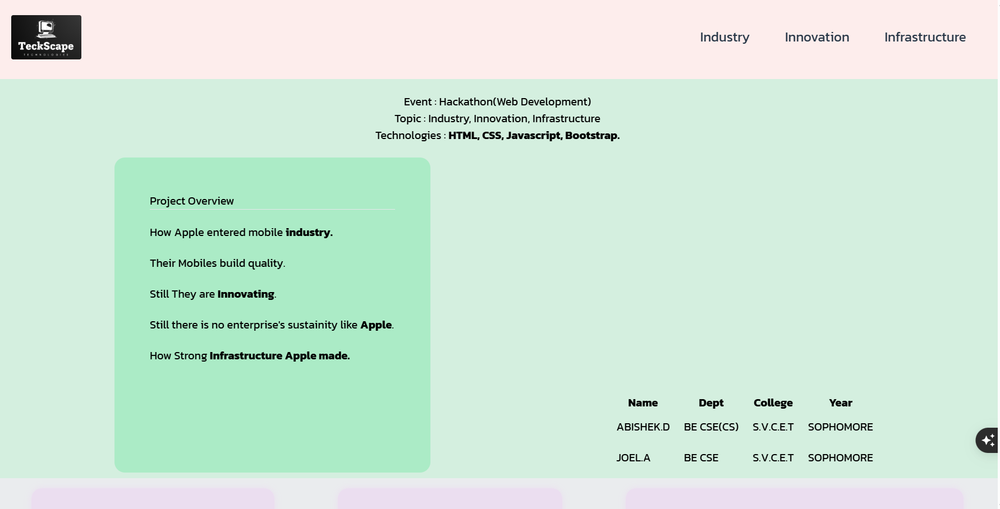 TeckScape
TECHNOLOGIES
Industry Innovation Infrastructure
Event : Hackathon(Web Development)
Topic : Industry, Innovation, Infrastructure
Technologies : HTML, CSS, Javascript, Bootstrap.
Project Overview
How Apple entered mobile industry.
Their Mobiles build quality.
Still They are Innovating.
Still there is no enterprise's sustainity like Apple.
How Strong Infrastructure Apple made.
Name Dept College Year
ABISHEK.D BE CSE(CS) S.V.C.E.T SOPHOMORE
JOEL.A BE CSE S.V.C.E.T SOPHOMORE